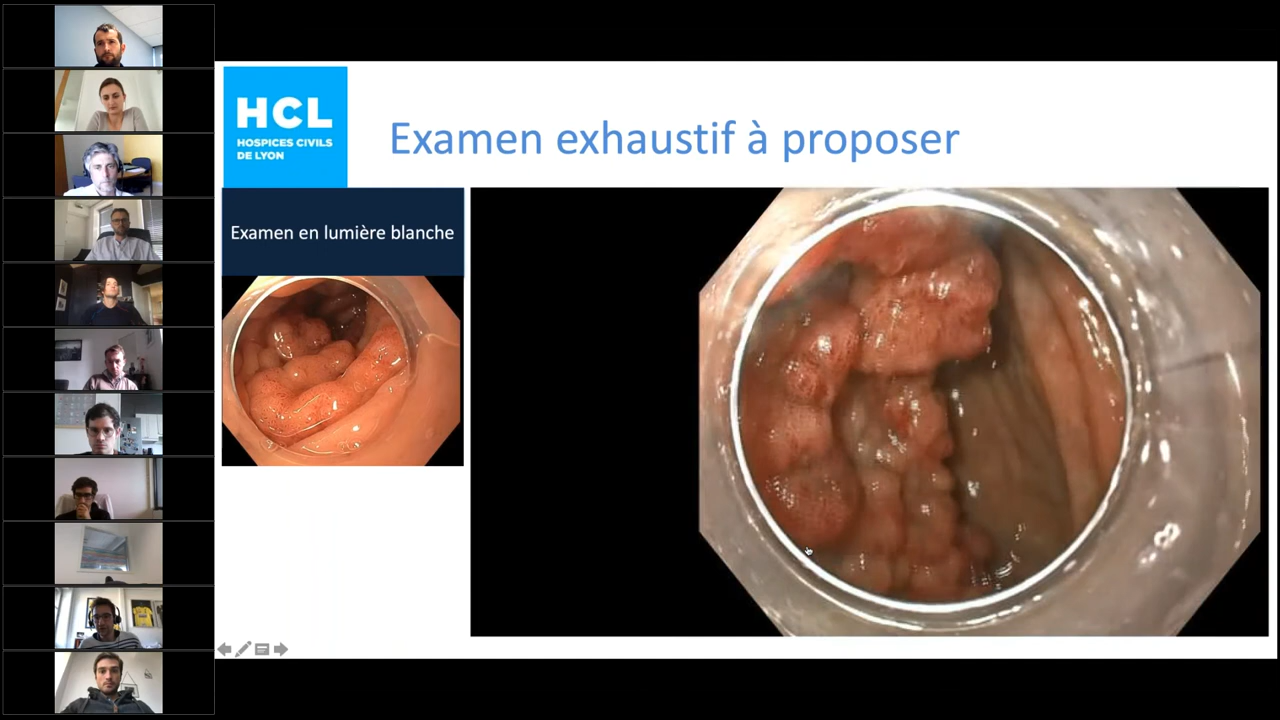 HCL
HOSPICES CIVILS
DE LYON
Examen exhaustif à proposer
Examen en lumière blanche